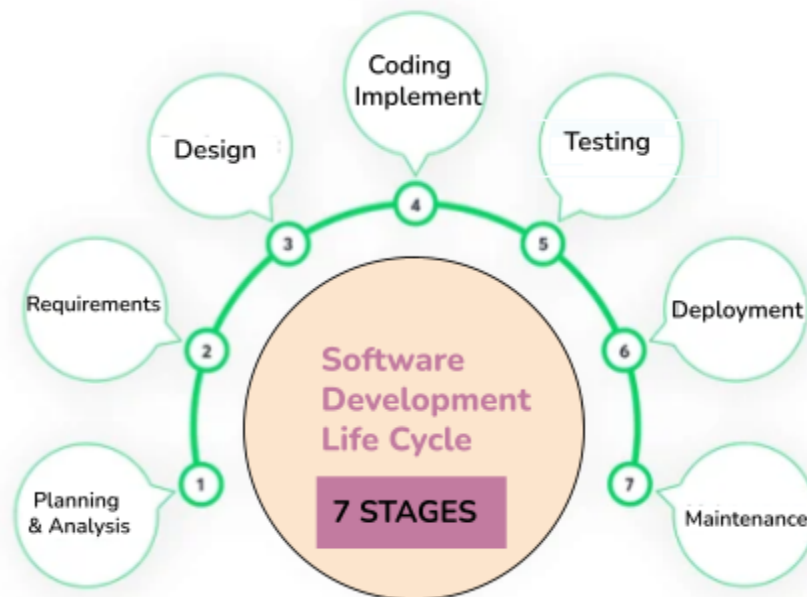 Software
Development
Life Cycle
7 STAGES
1
Planning
& Analysis
2
Requirements
3
Design
4
Coding
Implement
5
Testing
6
Deployment
7
Maintenance